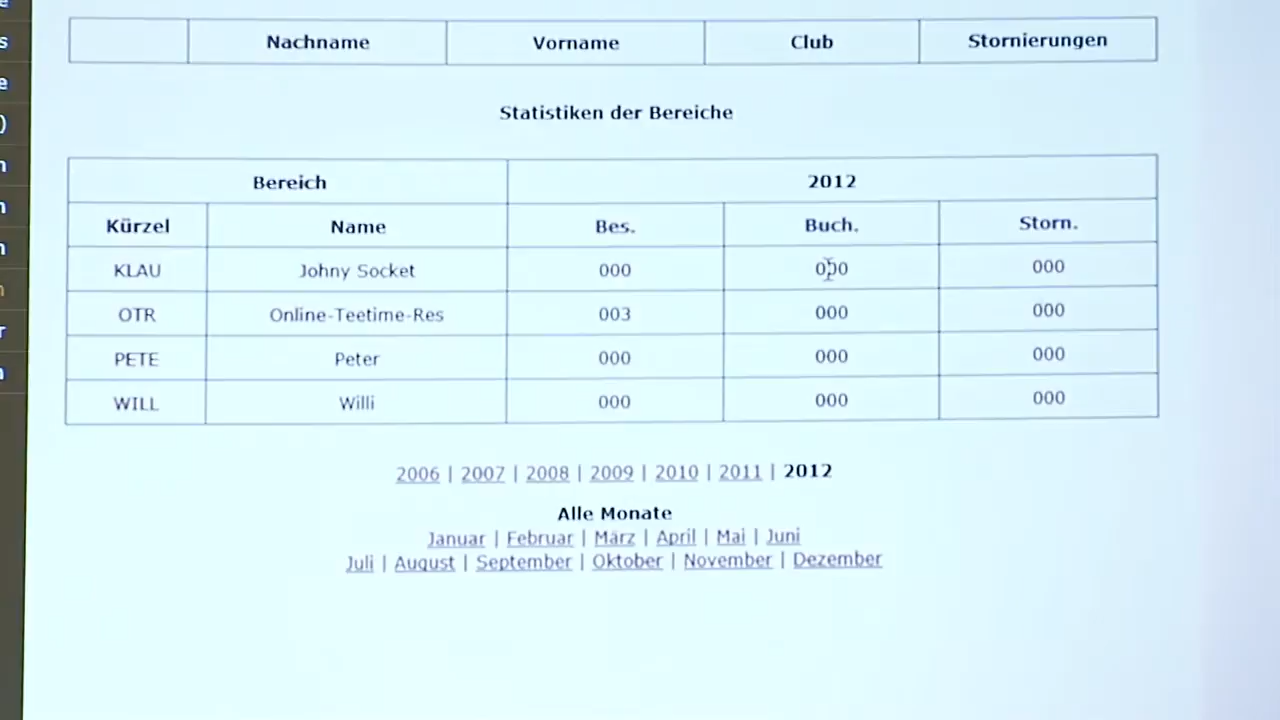 Nachname Vorname Club Stornierungen
Statistiken der Bereiche
Bereich 2012
Kürzel Name Bes. Buch. Storn.
KLAU Johny Socket 000 000 000
OTR Online-Teetime-Res 003 000 000
PETE Peter 000 000 000
WILL Willi 000 000 000
2006 | 2007 | 2008 | 2009 | 2010 | 2011 | 2012
Alle Monate
Januar | Februar | März | April | Mai | Juni
Juli | August | September | Oktober | November | Dezember